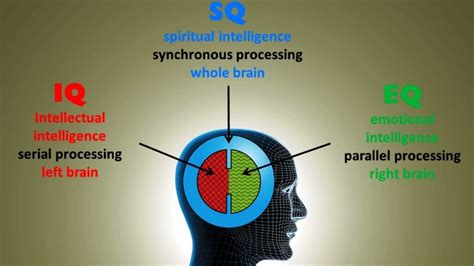 SQ
spiritual intelligence
synchronous processing
whole brain
IQ
Intellectual
intelligence
serial processing
left brain
EQ
emotional
intelligence
parallel processing
right brain